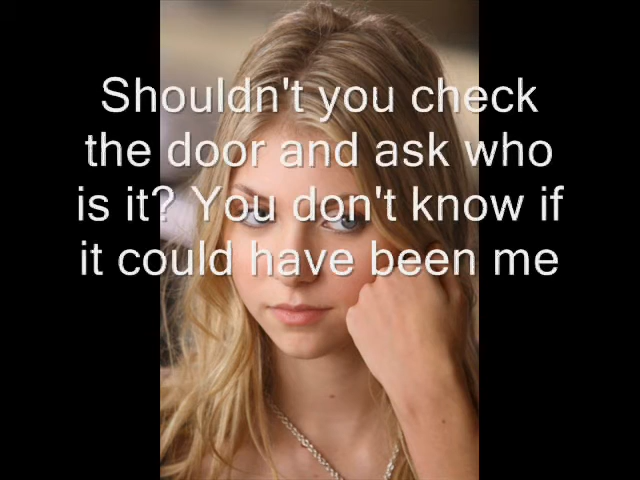 Shouldn't you check
the door and ask who
is it? You don't know if
it could have been me